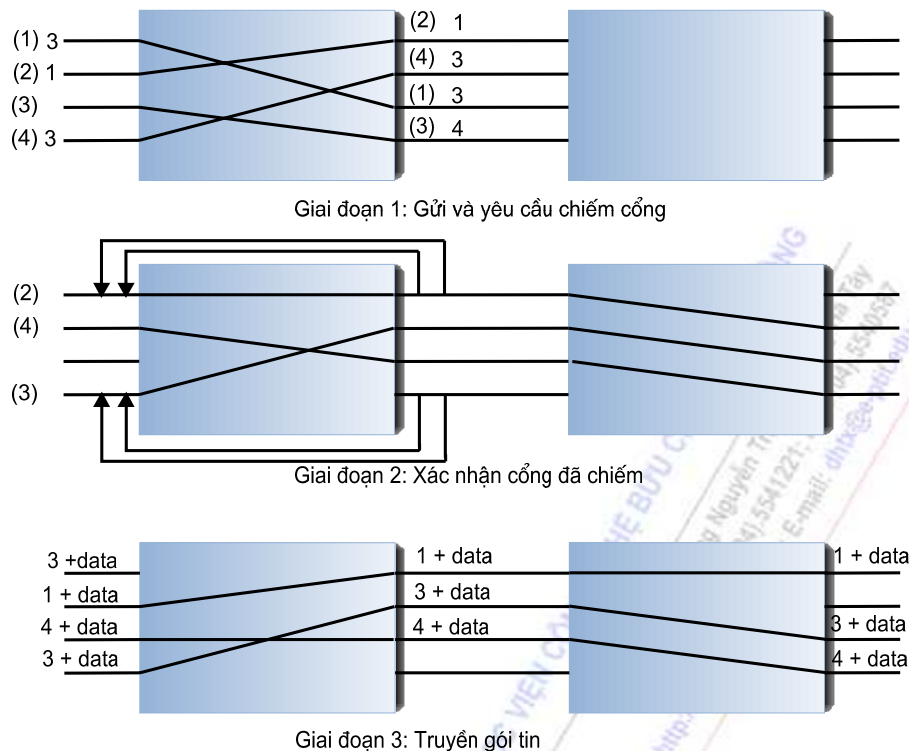 (1) 3
(2) 1
(3)
(4) 3
(2) 1
(4) 3
(1) 3
(3) 4
Giai đoạn 1: Gửi và yêu cầu chiếm cổng
(2)
(4)
(3)
Giai đoạn 2: Xác nhận cổng đã chiếm
3 +data
1 + data
4 + data
3 + data
1 + data
3 + data
4 + data
1 + data
3 + data
4 + data
Giai đoạn 3: Truyền gói tin